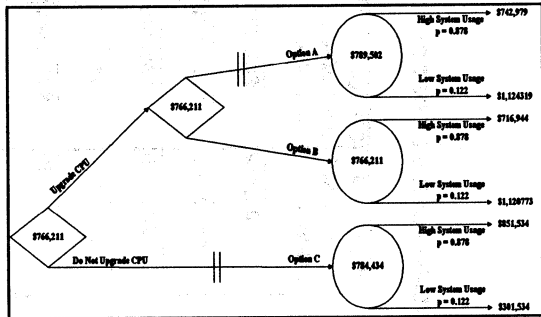 $742,979
High System Usage
p = 0.878
Option A
$789,502
Low System Usage
p = 0.122
$1,124319
$766,211
$716,944
High System Usage
p = 0.878
Option B
$766,211
Upgrade CPU
Low System Usage
p = 0.122
$1,120773
$851,534
High System Usage
p = 0.878
$766,211
Do Not Upgrade CPU
Option C
$784,434
Low System Usage
p = 0.122
$301,534